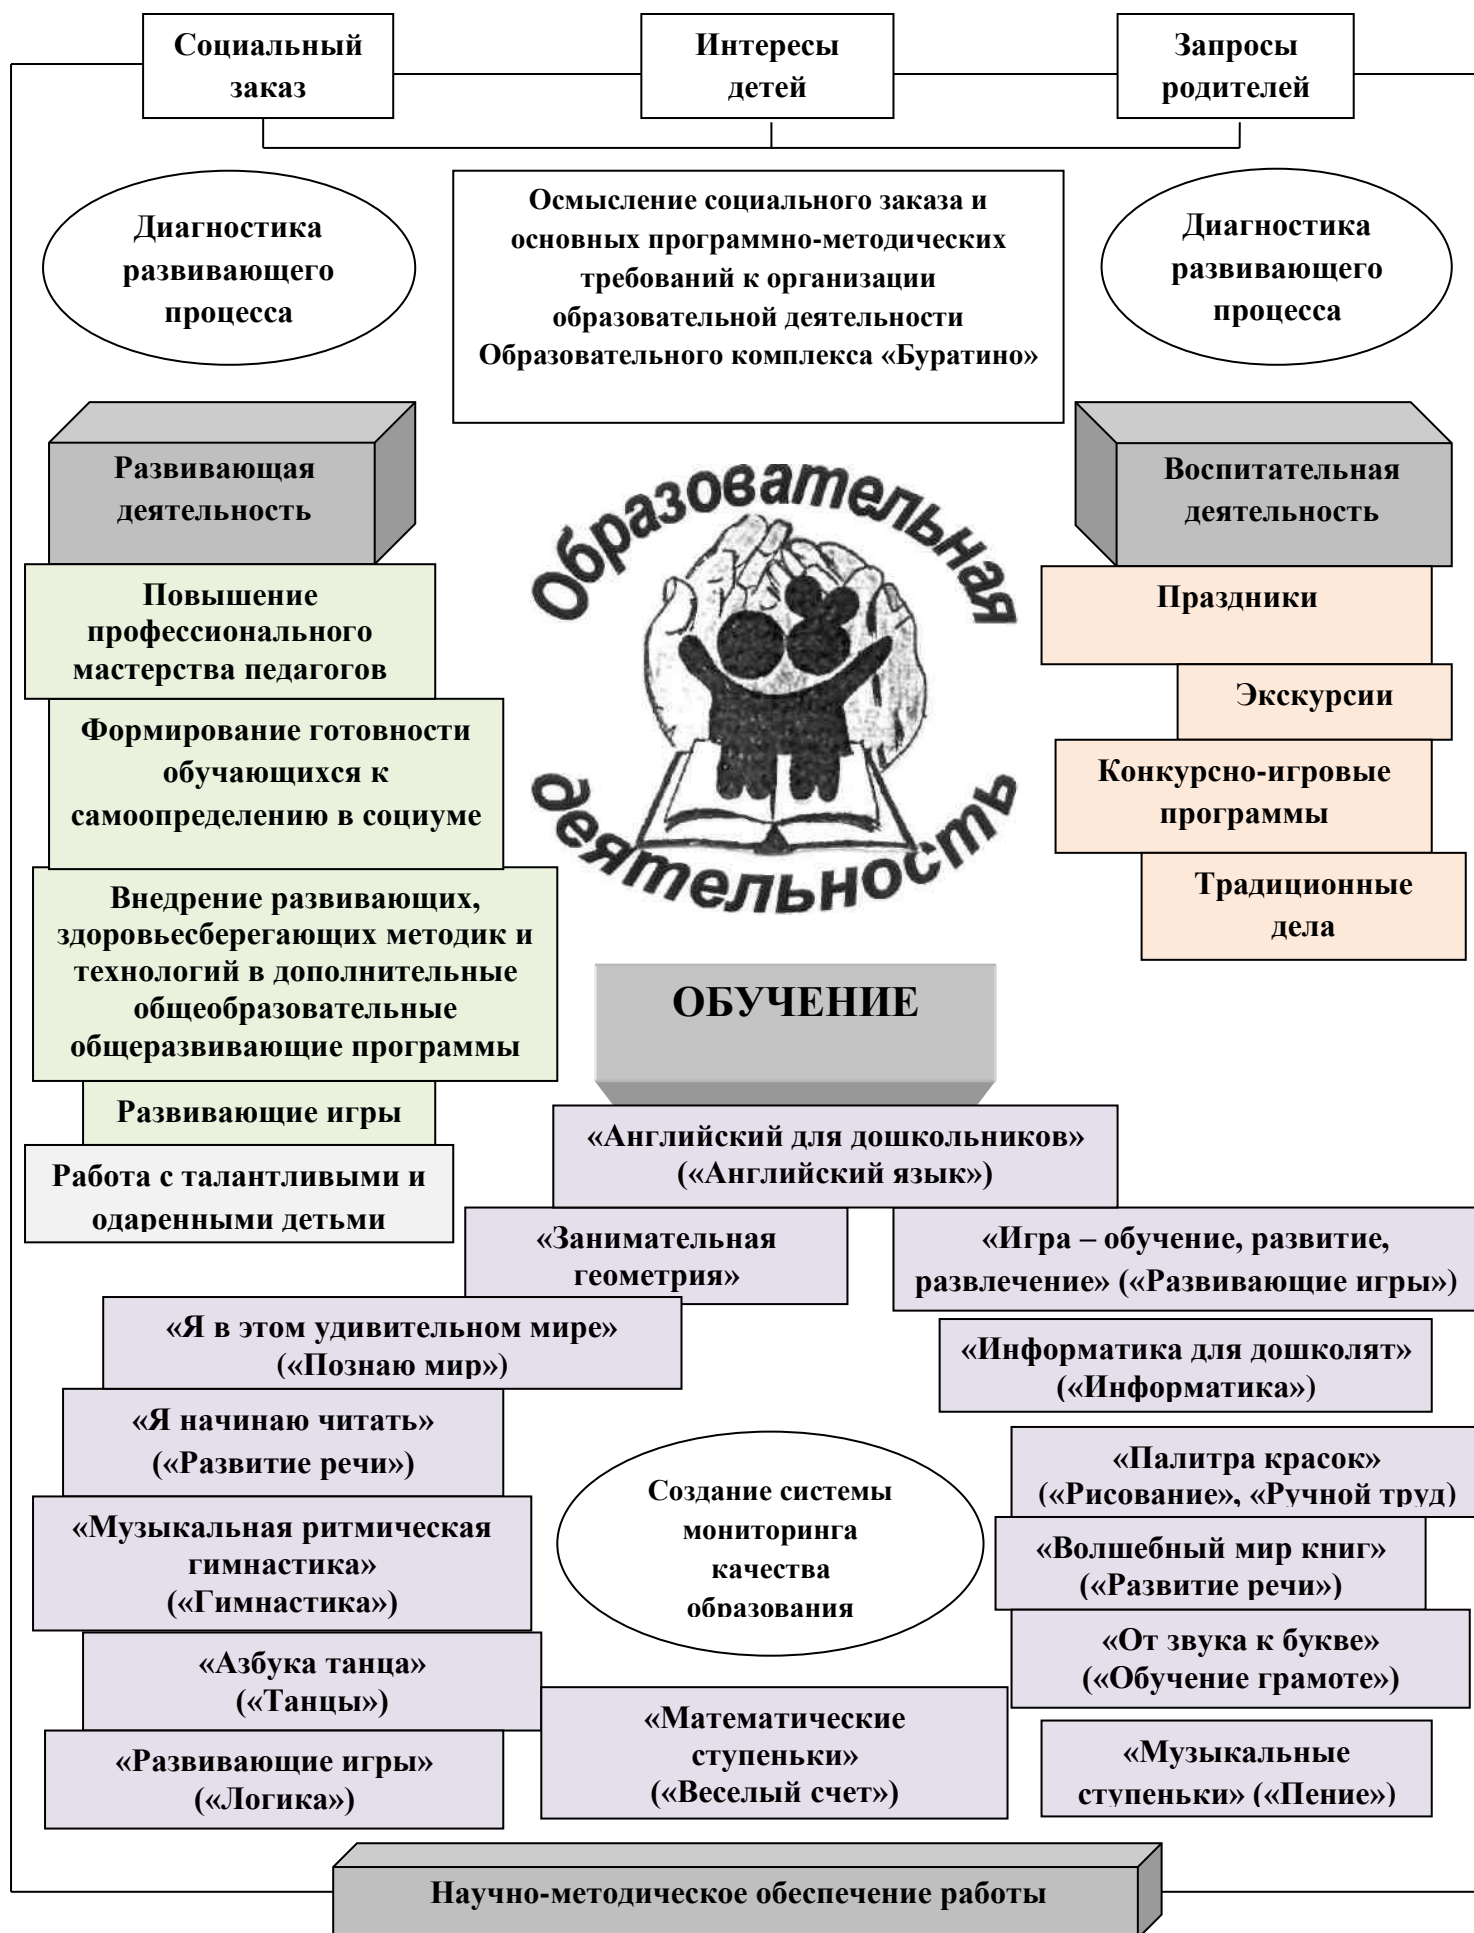 Социальный
заказ
Интересы
детей
Запросы
родителей
Диагностика
развивающего
процесса
Осмысление социального заказа и
основных программно-методических
требований к организации
образовательной деятельности
Образовательного комплекса «Буратино»
Диагностика
развивающего
процесса
Развивающая
деятельность
Образовательная
деятельность
Воспитательная
деятельность
Повышение
профессионального
мастерства педагогов
Формирование готовности
обучающихся к
самоопределению в социуме
Внедрение развивающих,
здоровьесберегающих методик и
технологий в дополнительные
общеобразовательные
общеразвивающие программы
Развивающие игры
Работа с талантливыми и
одаренными детьми
Праздники
Экскурсии
Конкурсно-игровые
программы
Традиционные
дела
ОБУЧЕНИЕ
«Английский для дошкольников»
(«Английский язык»)
«Занимательная
геометрия»
«Игра – обучение, развитие,
развлечение» («Развивающие игры»)
«Я в этом удивительном мире»
(«Познаю мир»)
«Информатика для дошколят»
(«Информатика»)
«Я начинаю читать»
(«Развитие речи»)
«Палитра красок»
(«Рисование», «Ручной труд)
«Музыкальная ритмическая
гимнастика»
(«Гимнастика»)
Создание системы
мониторинга
качества
образования
«Волшебный мир книг»
(«Развитие речи»)
«От звука к букве»
(«Обучение грамоте»)
«Азбука танца»
(«Танцы»)
«Математические
ступеньки»
(«Веселый счет»)
«Музыкальные
ступеньки» («Пение»)
«Развивающие игры»
(«Логика»)
Научно-методическое обеспечение работы